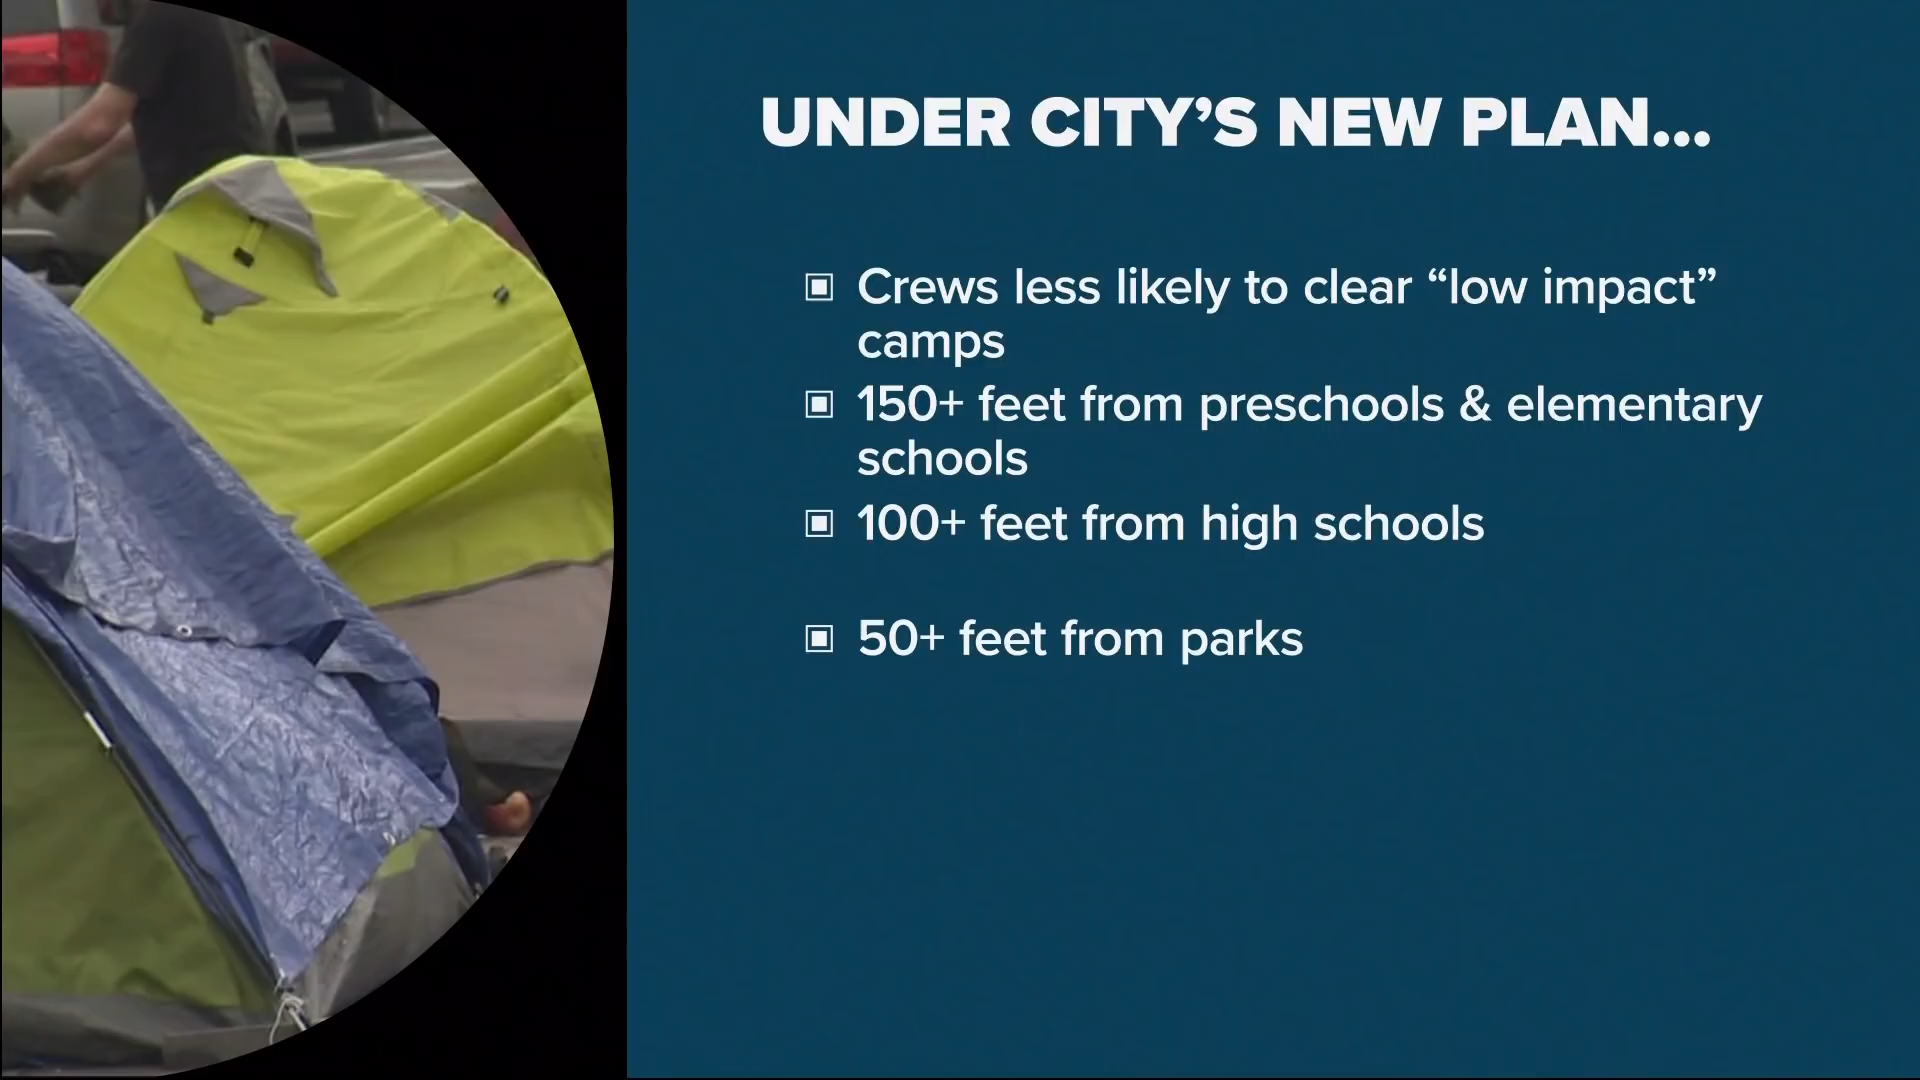 UNDER CITY’S NEW PLAN...
Crews less likely to clear “low impact”
camps
150+ feet from preschools & elementary
schools
100+ feet from high schools
50+ feet from parks